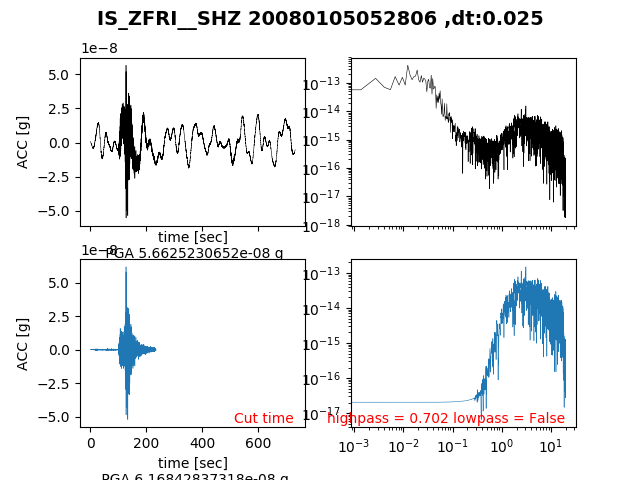 IS_ZFRI__SHZ 20080105052806 ,dt:0.025
1e−8
5.0
2.5
0.0
−2.5
−5.0
ACC [g]
time [sec]
PGA 5.6625230652e-08 g
10−13
10−14
10−15
10−16
10−17
10−18
1e−8
5.0
2.5
0.0
−2.5
−5.0
ACC [g]
0 200 400 600
time [sec]
PGA 6.16842837318e-08 g
Cut time
10−13
10−14
10−15
10−16
10−17
highpass = 0.702 lowpass = False
10−3 10−2 10−1 100 101